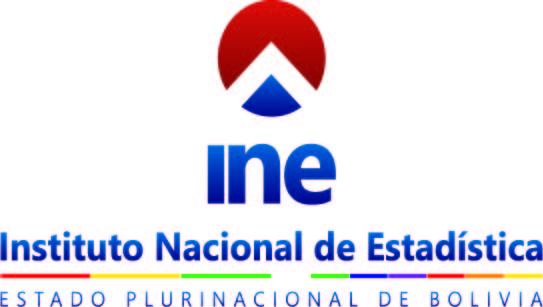 ine
Instituto Nacional de Estadística
ESTADO PLURINACIONAL DE BOLIVIA